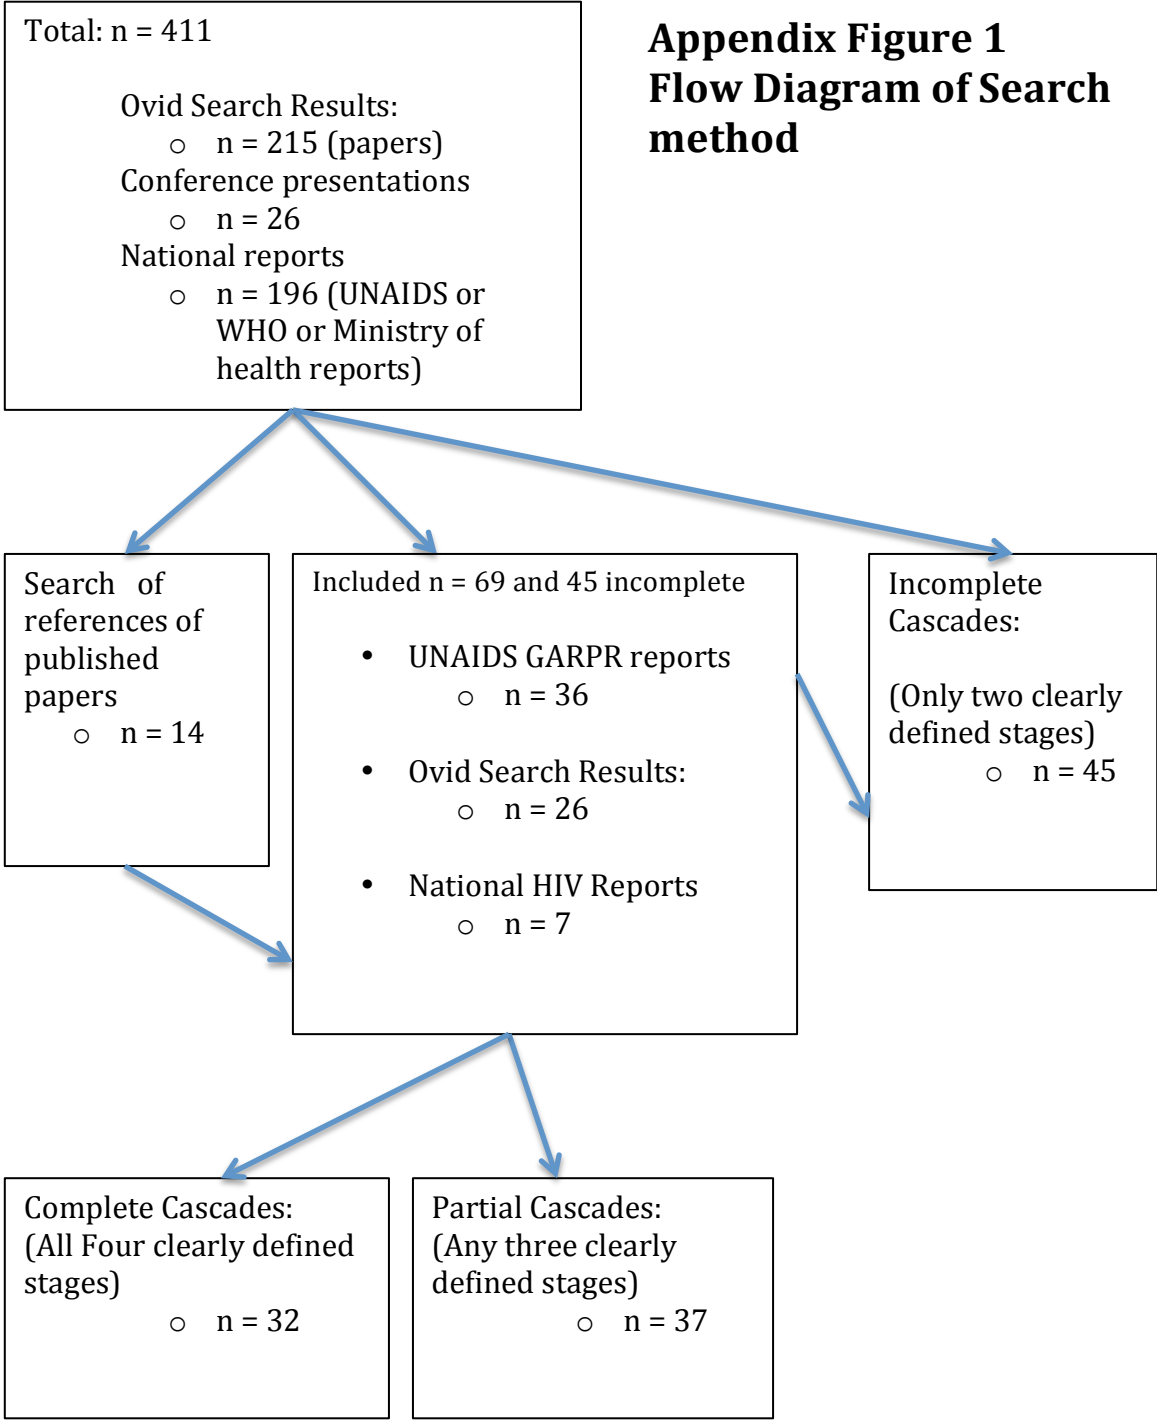 Appendix Figure 1
Flow Diagram of Search
method
Total: n = 411
Ovid Search Results:
o n = 215 (papers)
Conference presentations
o n = 26
National reports
o n = 196 (UNAIDS or
WHO or Ministry of
health reports)
Search of
references of
published
papers
o n = 14
Included n = 69 and 45 incomplete
• UNAIDS GARPR reports
o n = 36
• Ovid Search Results:
o n = 26
• National HIV Reports
o n = 7
Incomplete
Cascades:
(Only two clearly
defined stages)
o n = 45
Complete Cascades:
(All Four clearly defined
stages)
o n = 32
Partial Cascades:
(Any three clearly
defined stages)
o n = 37